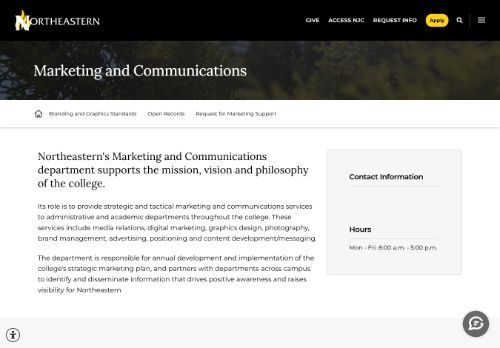 NORTHEASTERN
GIVE ACCESS NJC REQUEST INFO Apply
Marketing and Communications
Branding and Graphics Standards Open Records Request for Marketing Support
Northeastern's Marketing and Communications
department supports the mission, vision and philosophy
of the college.
Its role is to provide strategic and tactical marketing and communications services
to administrative and academic departments throughout the college. These
services include media relations, digital marketing, graphics design, photography,
brand management, advertising, positioning and content development/messaging.
The department is responsible for annual development and implementation of the
college's strategic marketing plan, and partners with departments across campus
to identify and disseminate information that drives positive awareness and raises
visibility for Northeastern.
Contact Information
Hours
Mon - Fri: 8:00 a.m. - 5:00 p.m.